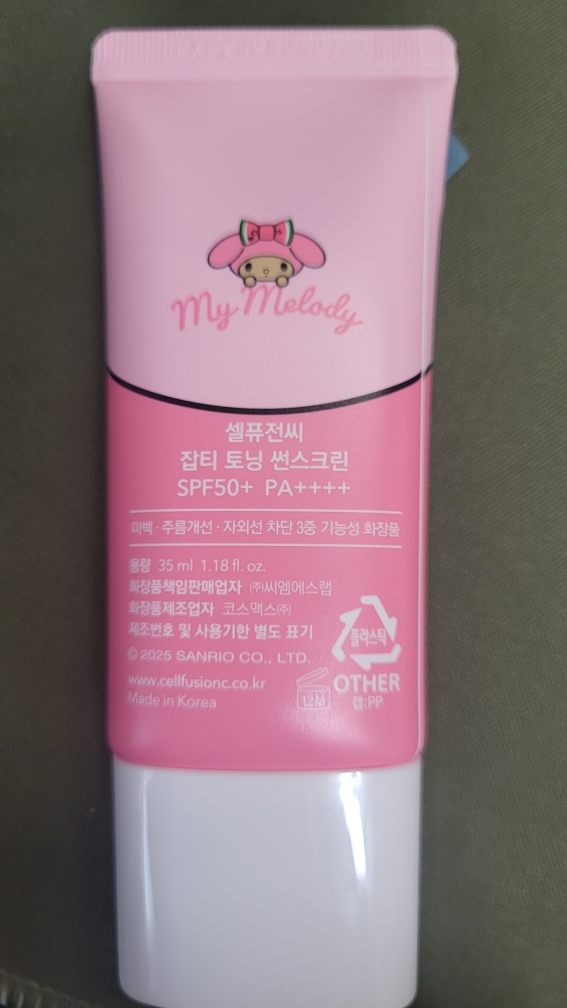 My Melody
셀퓨전씨
잡티 토닝 썬스크린
SPF50+ PA++++
미백·주름개선·자외선 차단 3중 기능성 화장품
용량 35 ml 1.18 fl. oz.
화장품책임판매업자 ㈜씨엠에스랩
화장품제조업자 코스맥스㈜
제조번호 및 사용기한 별도 표기
플라스틱
© 2025 SANRIO CO., LTD.
www.cellfusionc.co.kr
Made in Korea
12M
OTHER
캡:PP